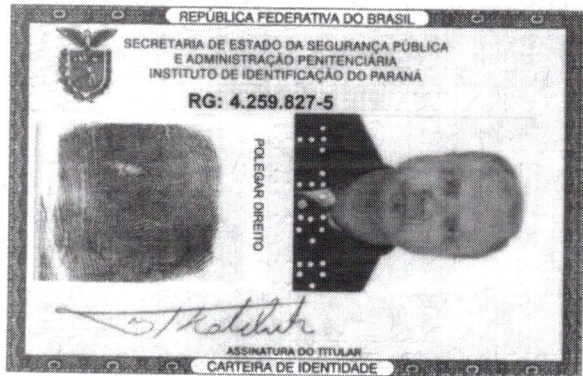 REPÚBLICA FEDERATIVA DO BRASIL
SECRETARIA DE ESTADO DA SEGURANÇA PÚBLICA
E ADMINISTRAÇÃO PENITENCIÁRIA
INSTITUTO DE IDENTIFICAÇÃO DO PARANÁ
RG: 4.259.827-5
POLEGAR DIREITO
ASSINATURA DO TITULAR
CARTEIRA DE IDENTIDADE